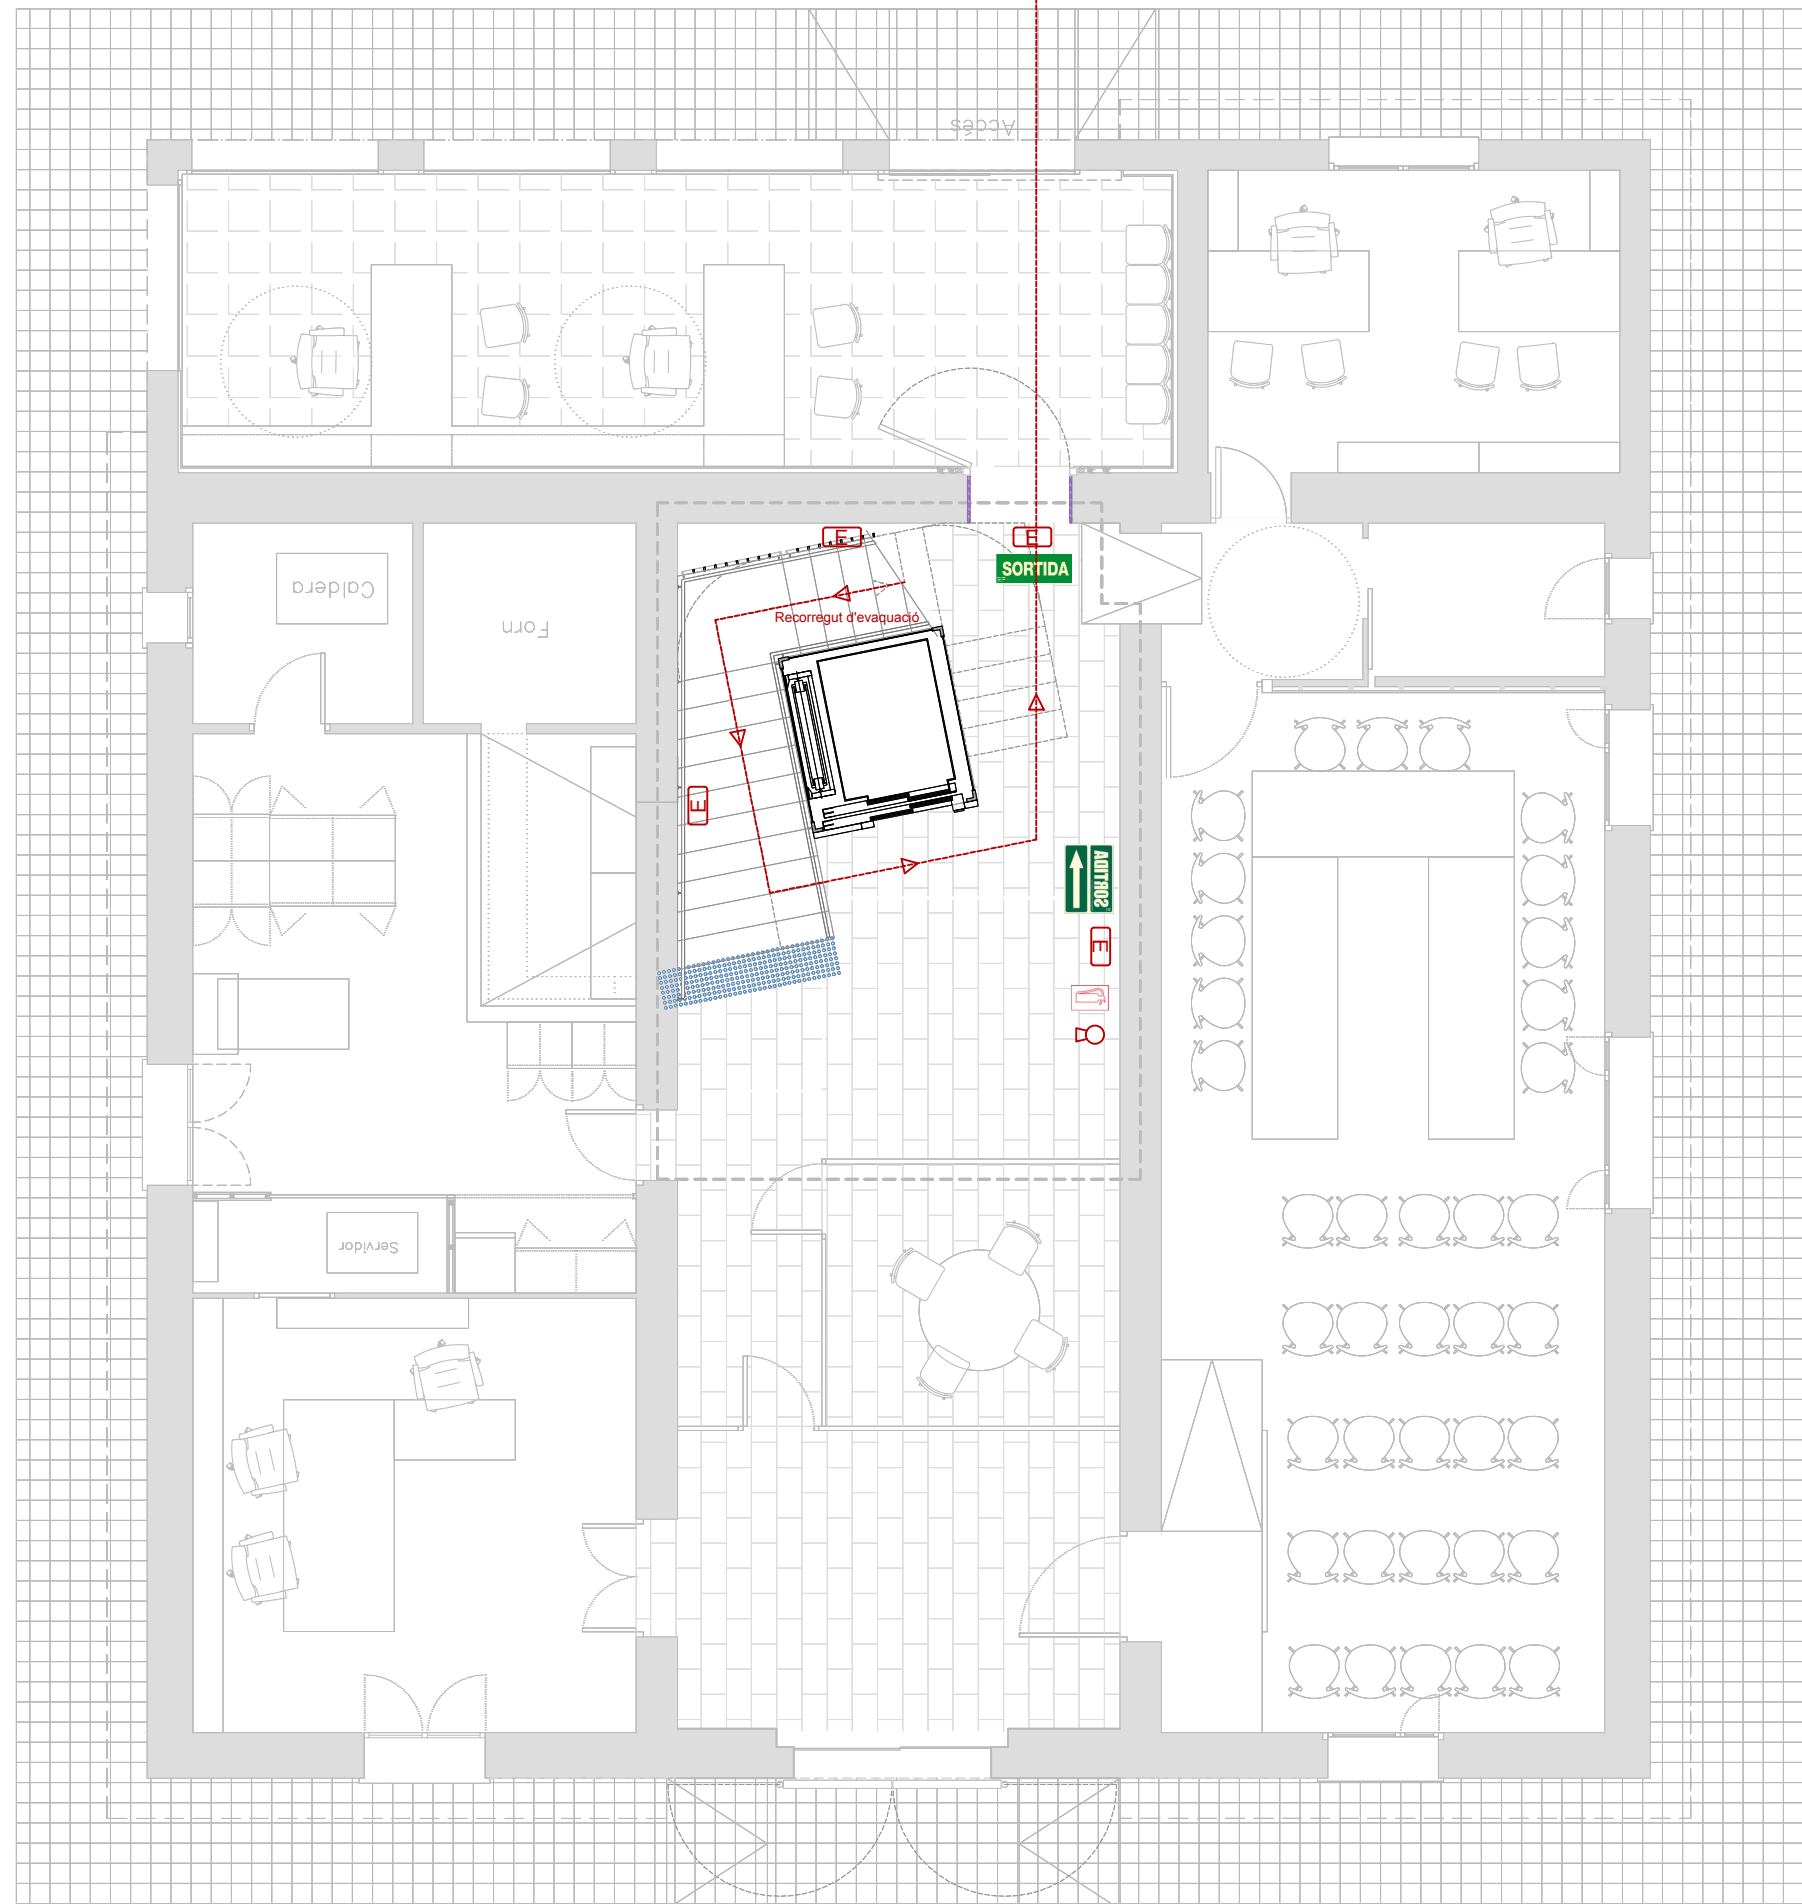 Accés
E
E
SORTIDA
Caldera
Recorregut d'evaquació
Forn
E
SORTIDA
E
Servidor